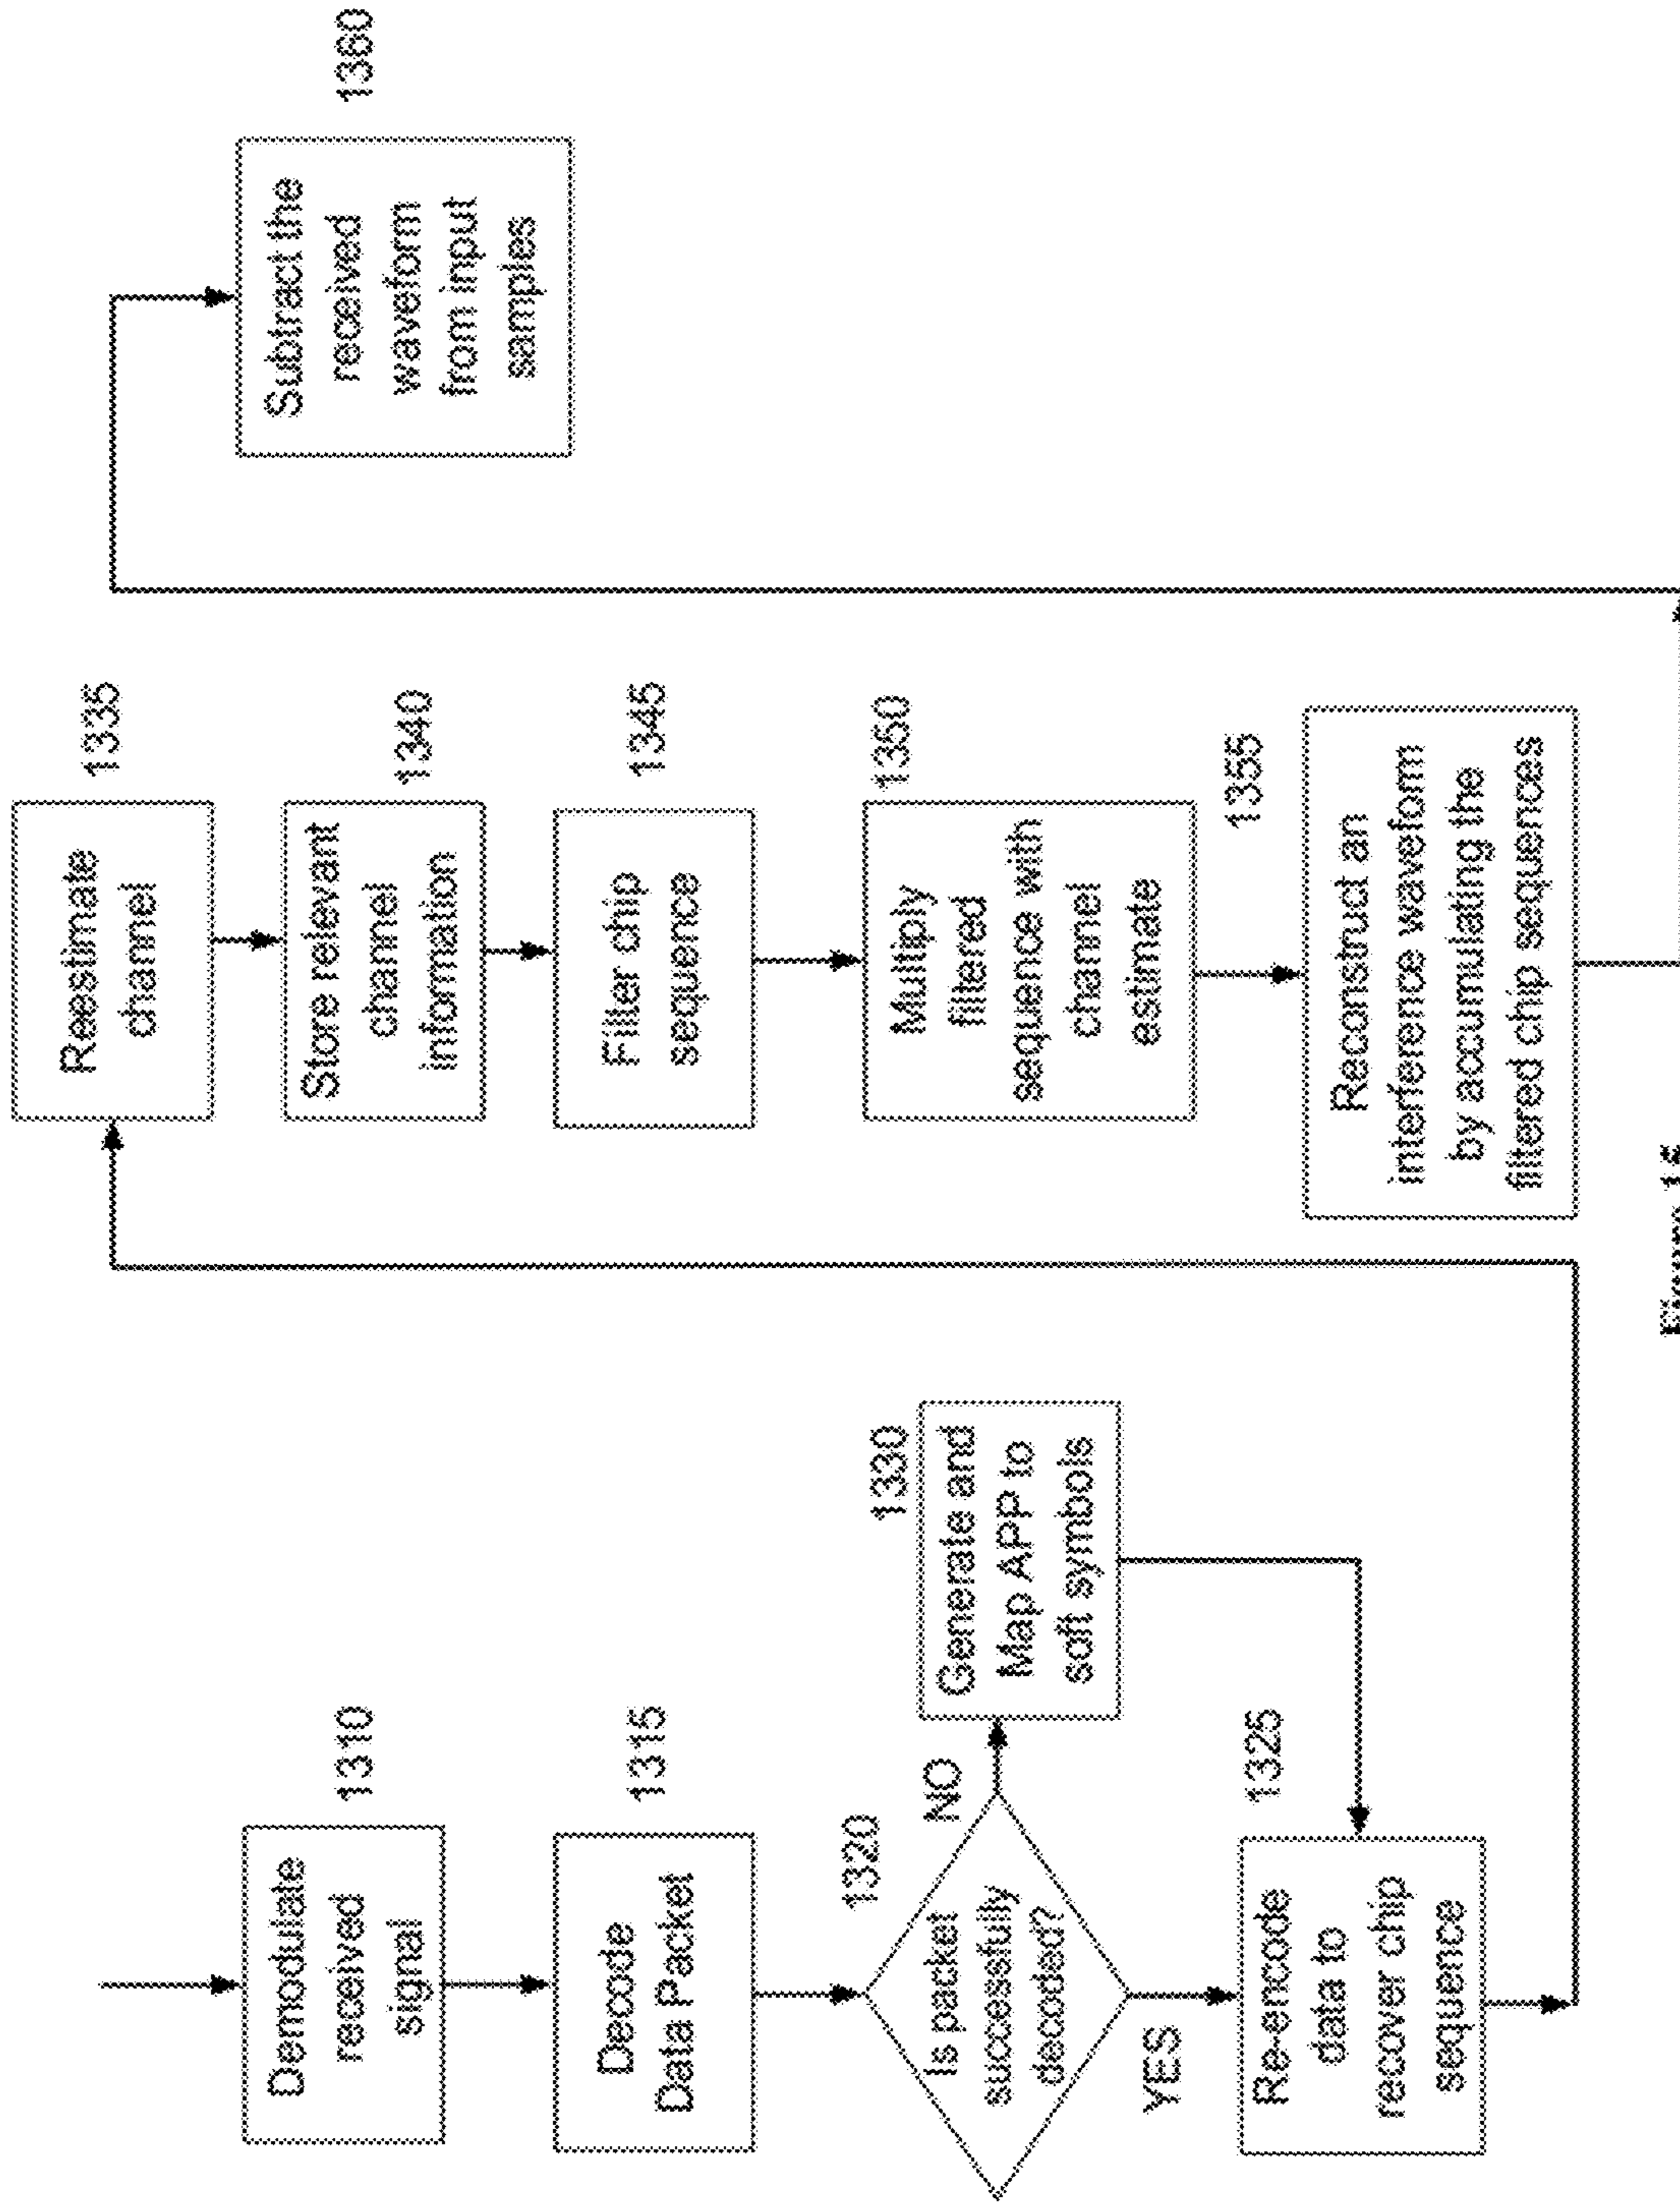 Demodulate
received
signal
1310
Decode
Data Packet
1315
Is packet
successfully
decoded?
1320
NO
YES
Generate and
Map APP to
soft symbols
1330
Re-encode
data to
recover chip
sequence
1325
Reestimate
channel
1335
Store relevant
channel
information
1340
Filter chip
sequence
1345
Multiply
filtered
sequence with
channel
estimate
1350
Reconstruct an
interference waveform
by accumulating the
filtered chip sequences
1355
Subtract the
received
waveform
from input
samples
1360
Figure